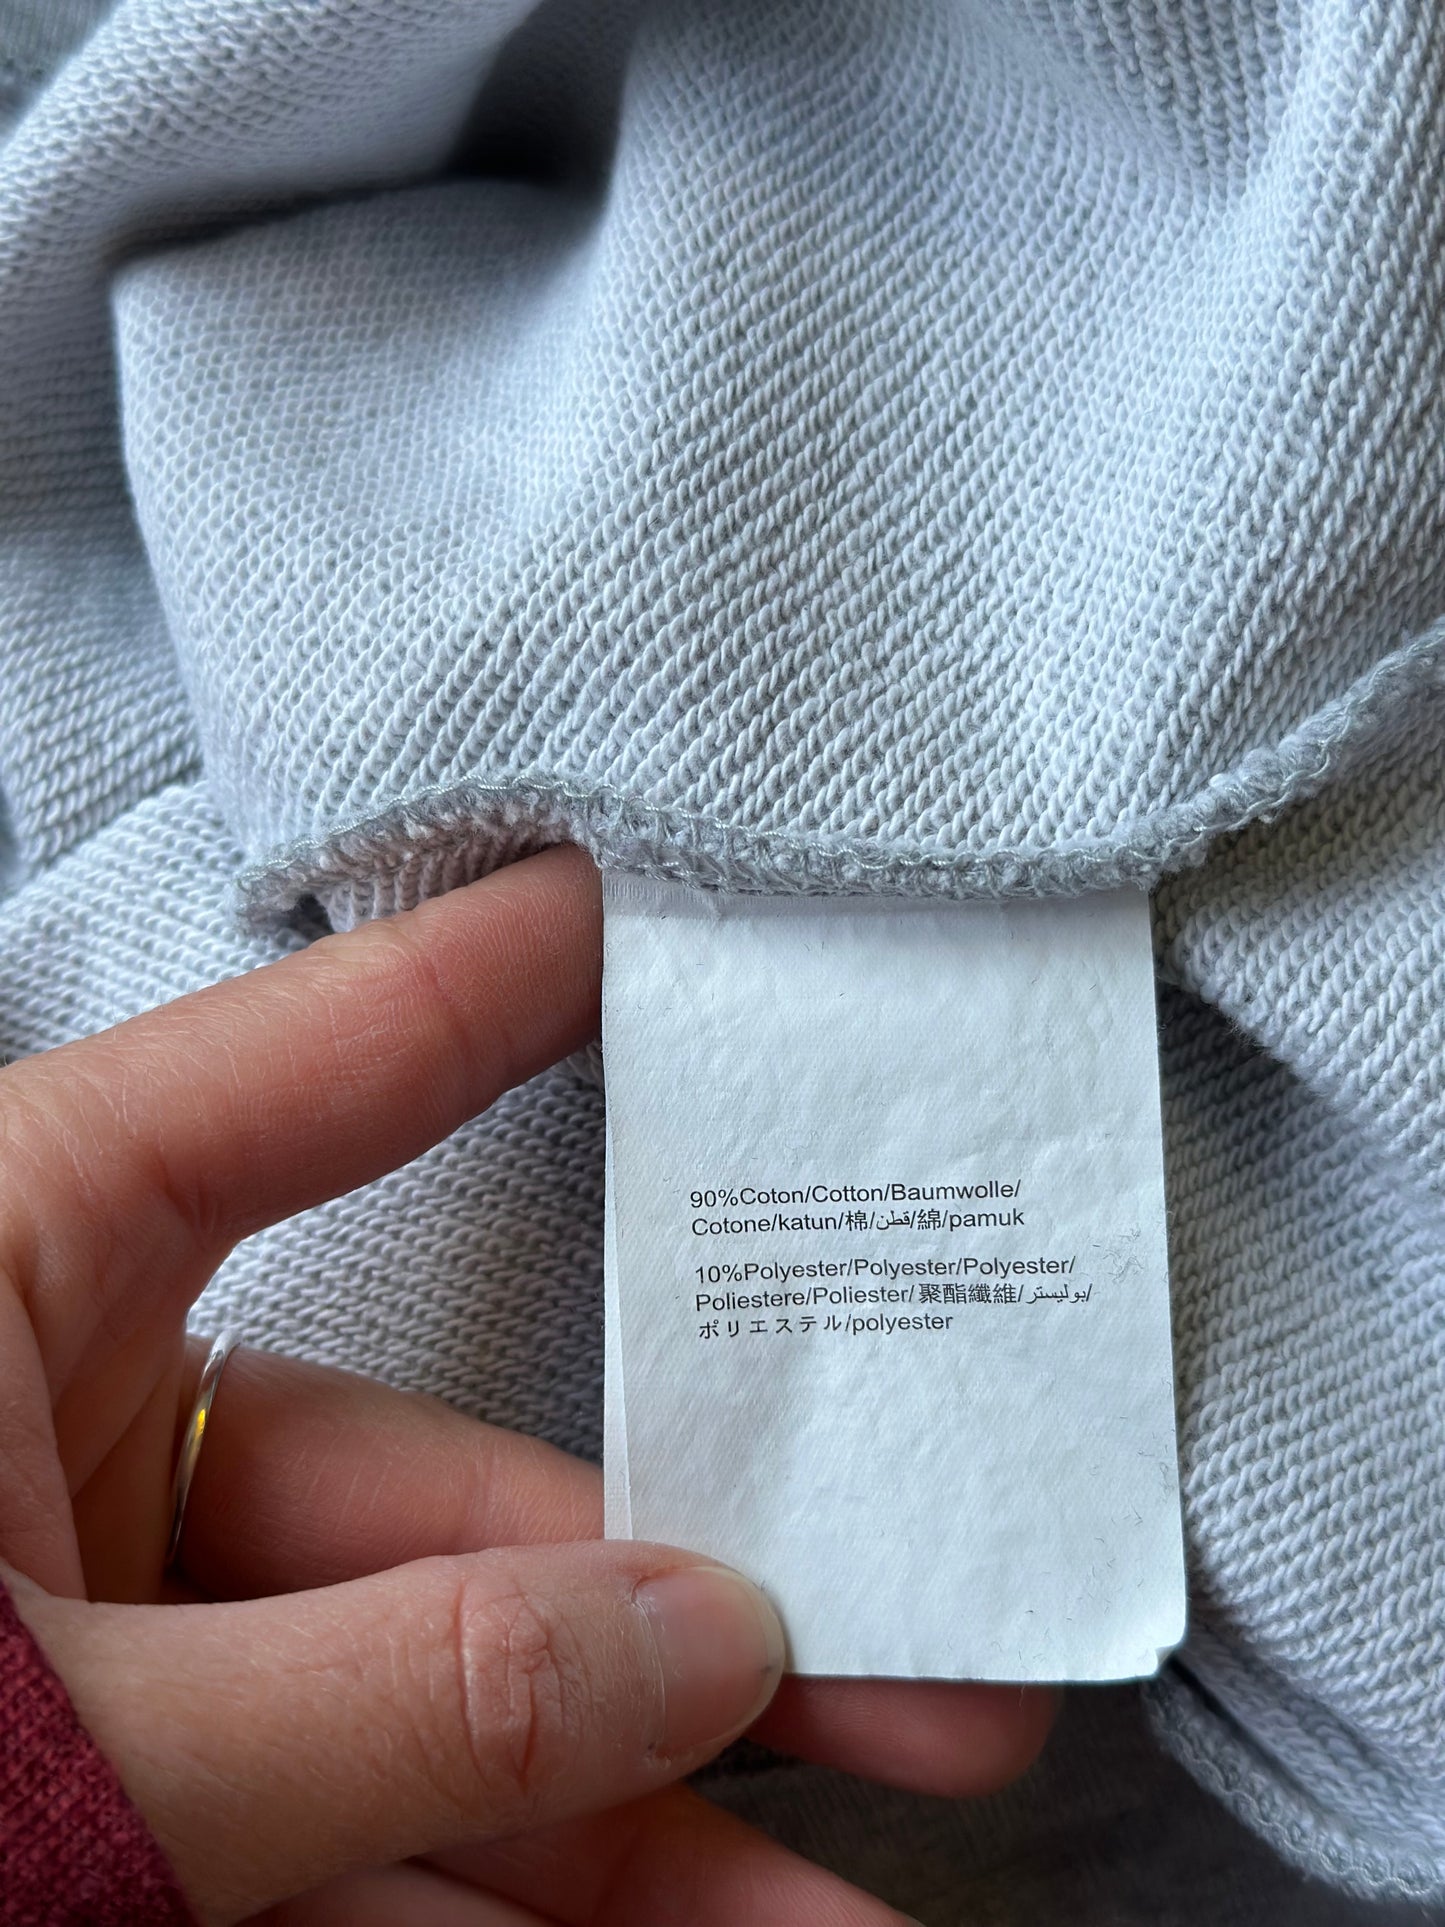 90%Coton/Cotton/Baumwolle/
Cotone/katun/棉/قطن/綿/pamuk
10%Polyester/Polyester/Polyester/
Poliestere/Poliester/聚酯纖維/بوليستر/
ポリエステル/polyester